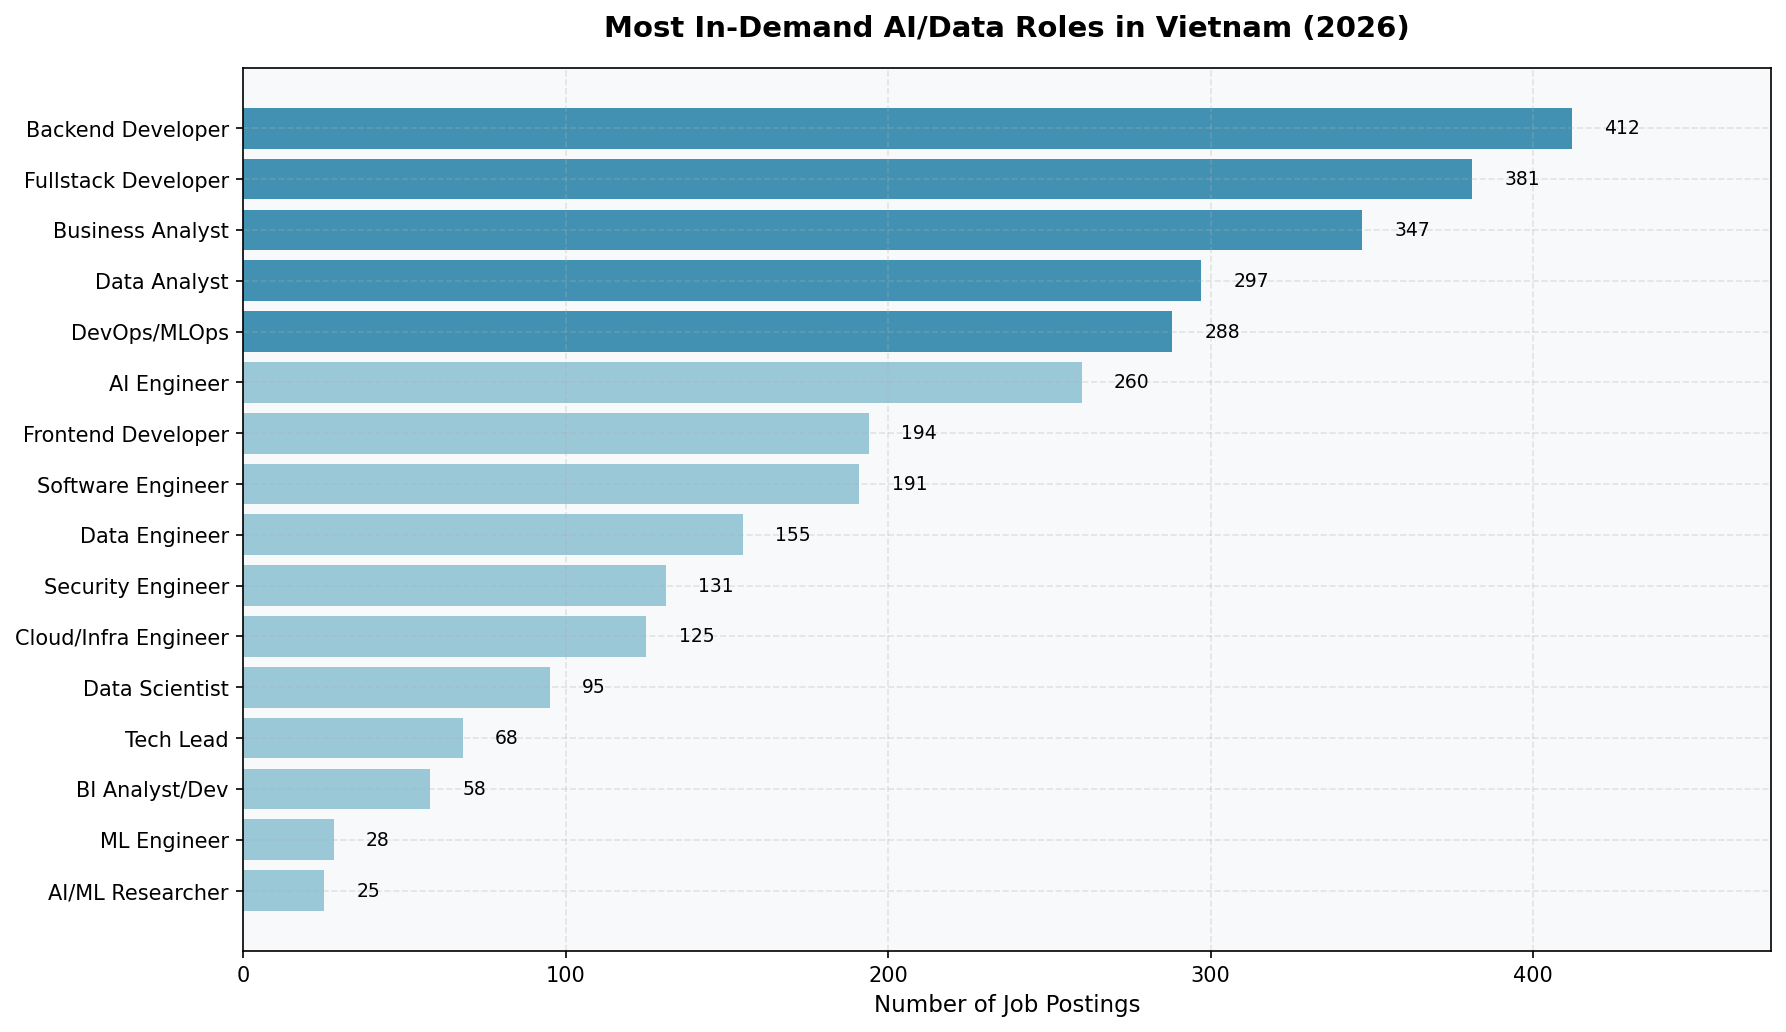 Most In-Demand AI/Data Roles in Vietnam (2026)
Backend Developer 412
Fullstack Developer 381
Business Analyst 347
Data Analyst 297
DevOps/MLOps 288
AI Engineer 260
Frontend Developer 194
Software Engineer 191
Data Engineer 155
Security Engineer 131
Cloud/Infra Engineer 125
Data Scientist 95
Tech Lead 68
BI Analyst/Dev 58
ML Engineer 28
AI/ML Researcher 25
0 100 200 300 400
Number of Job Postings